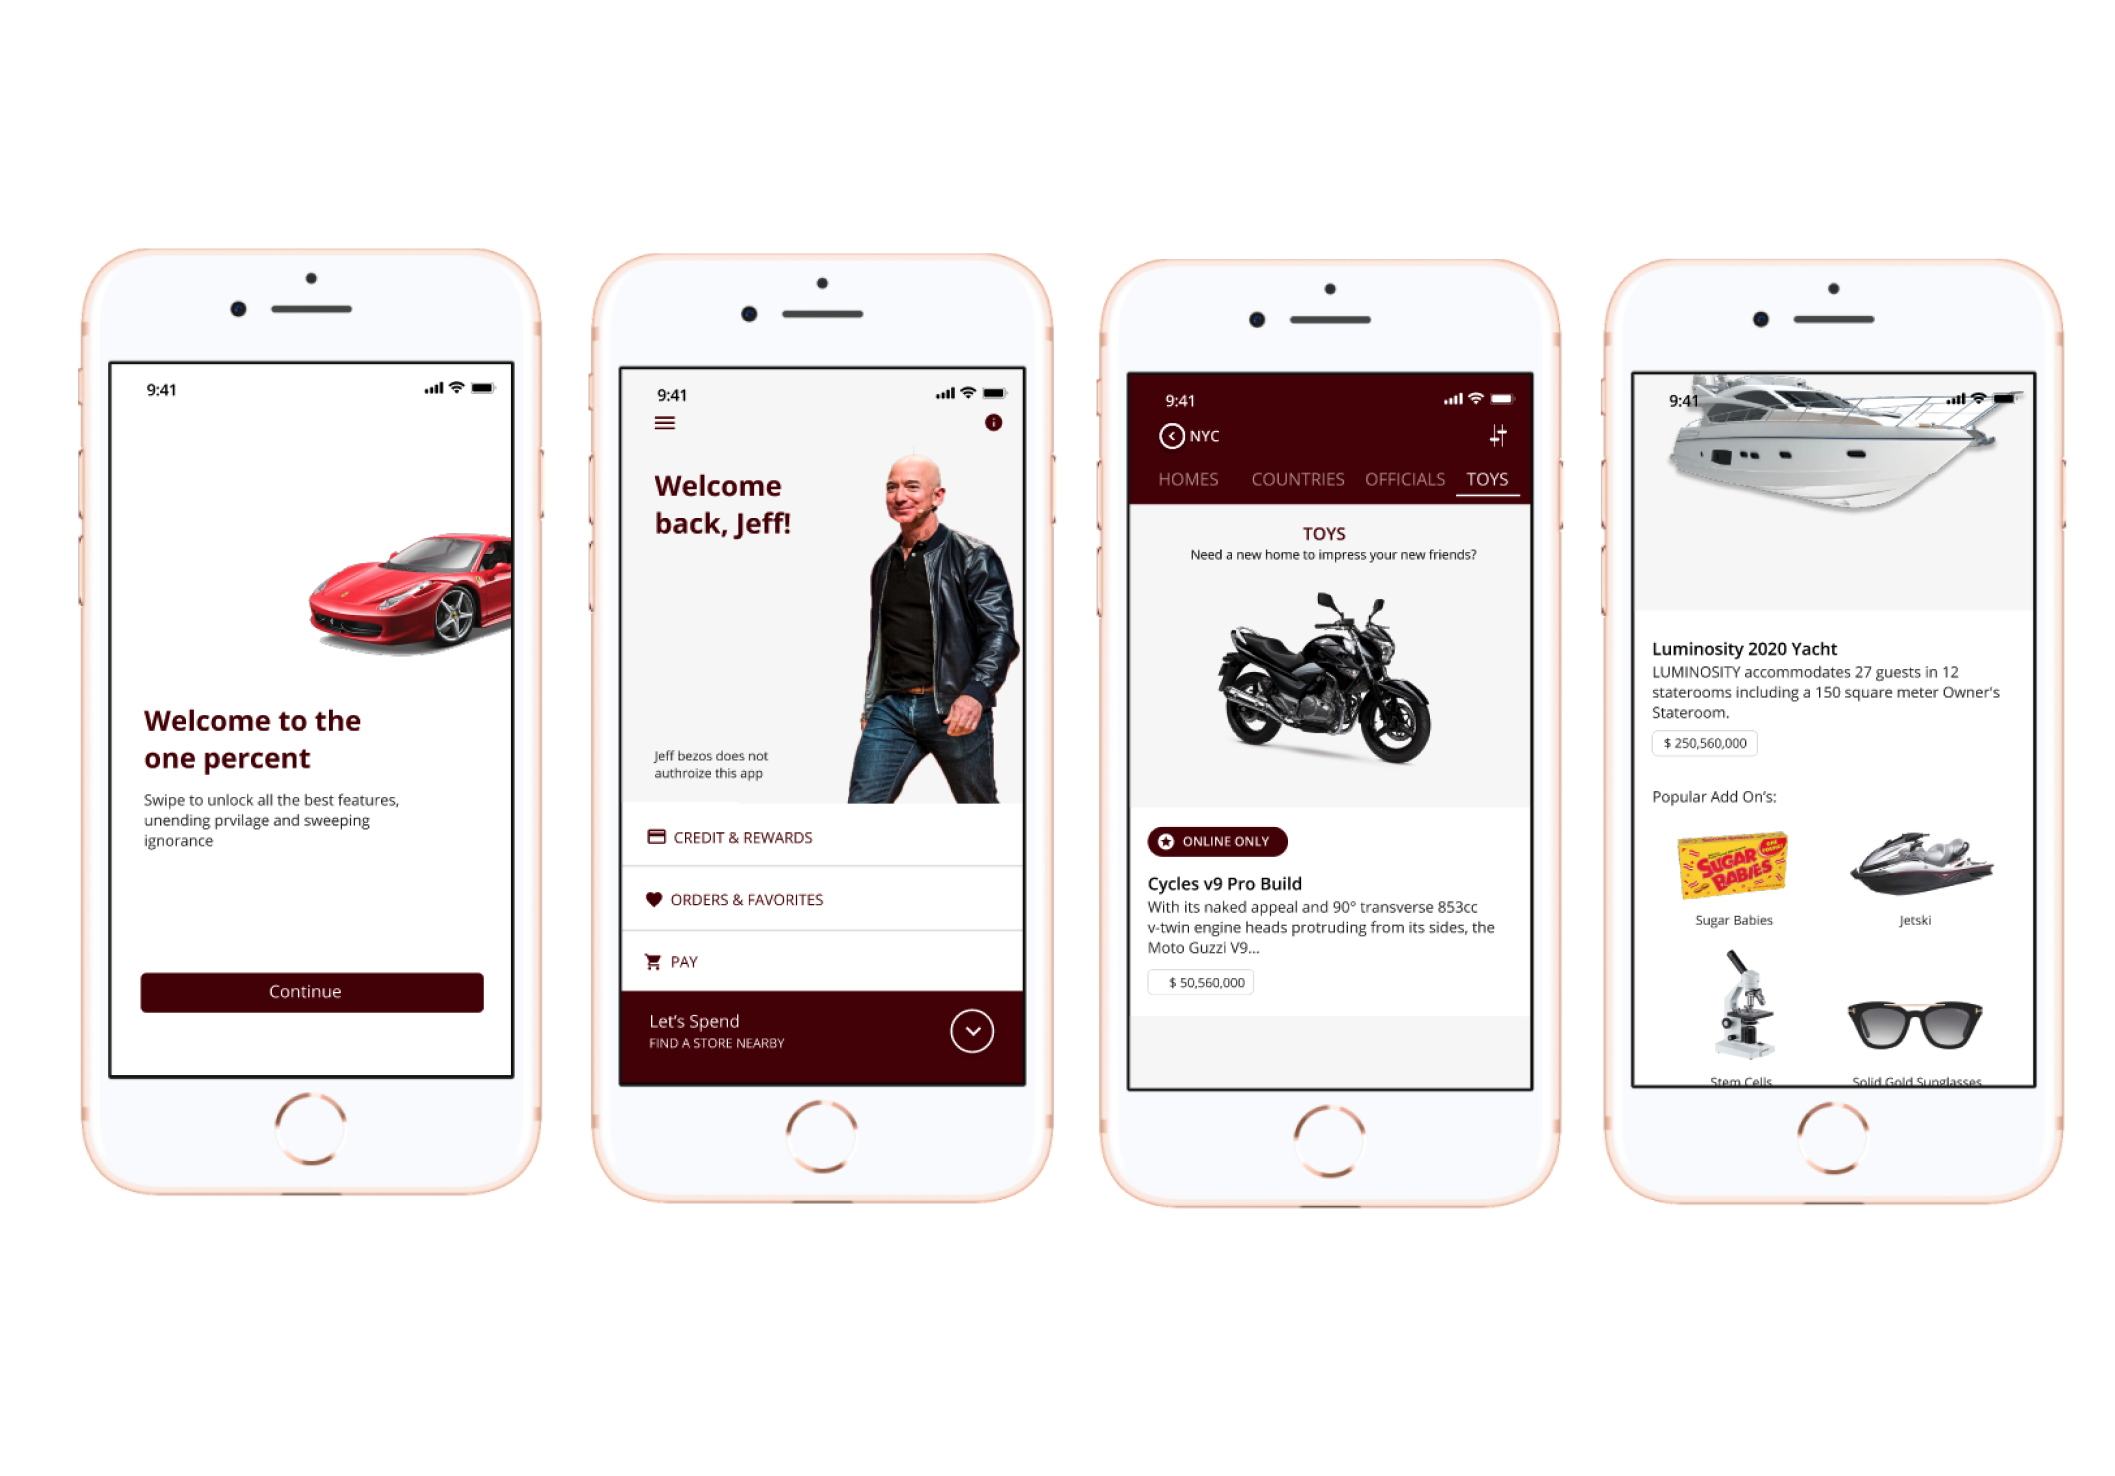 9:41
Welcome to the
one percent
Swipe to unlock all the best features,
unending prvilage and sweeping
ignorance
Continue
9:41
Welcome
back, Jeff!
Jeff bezos does not
authroize this app
CREDIT & REWARDS
ORDERS & FAVORITES
PAY
Let's Spend
FIND A STORE NEARBY
9:41
NYC
HOMES COUNTRIES OFFICIALS TOYS
TOYS
Need a new home to impress your new friends?
ONLINE ONLY
Cycles v9 Pro Build
With its naked appeal and 90° transverse 853cc
v-twin engine heads protruding from its sides, the
Moto Guzzi V9...
$ 50,560,000
9:41
Luminosity 2020 Yacht
LUMINOSITY accommodates 27 guests in 12
staterooms including a 150 square meter Owner's
Stateroom.
$ 250,560,000
Popular Add On's:
SUGAR
BABIES
Sugar Babies Jetski
Stem Cells Solid Gold Sunglasses